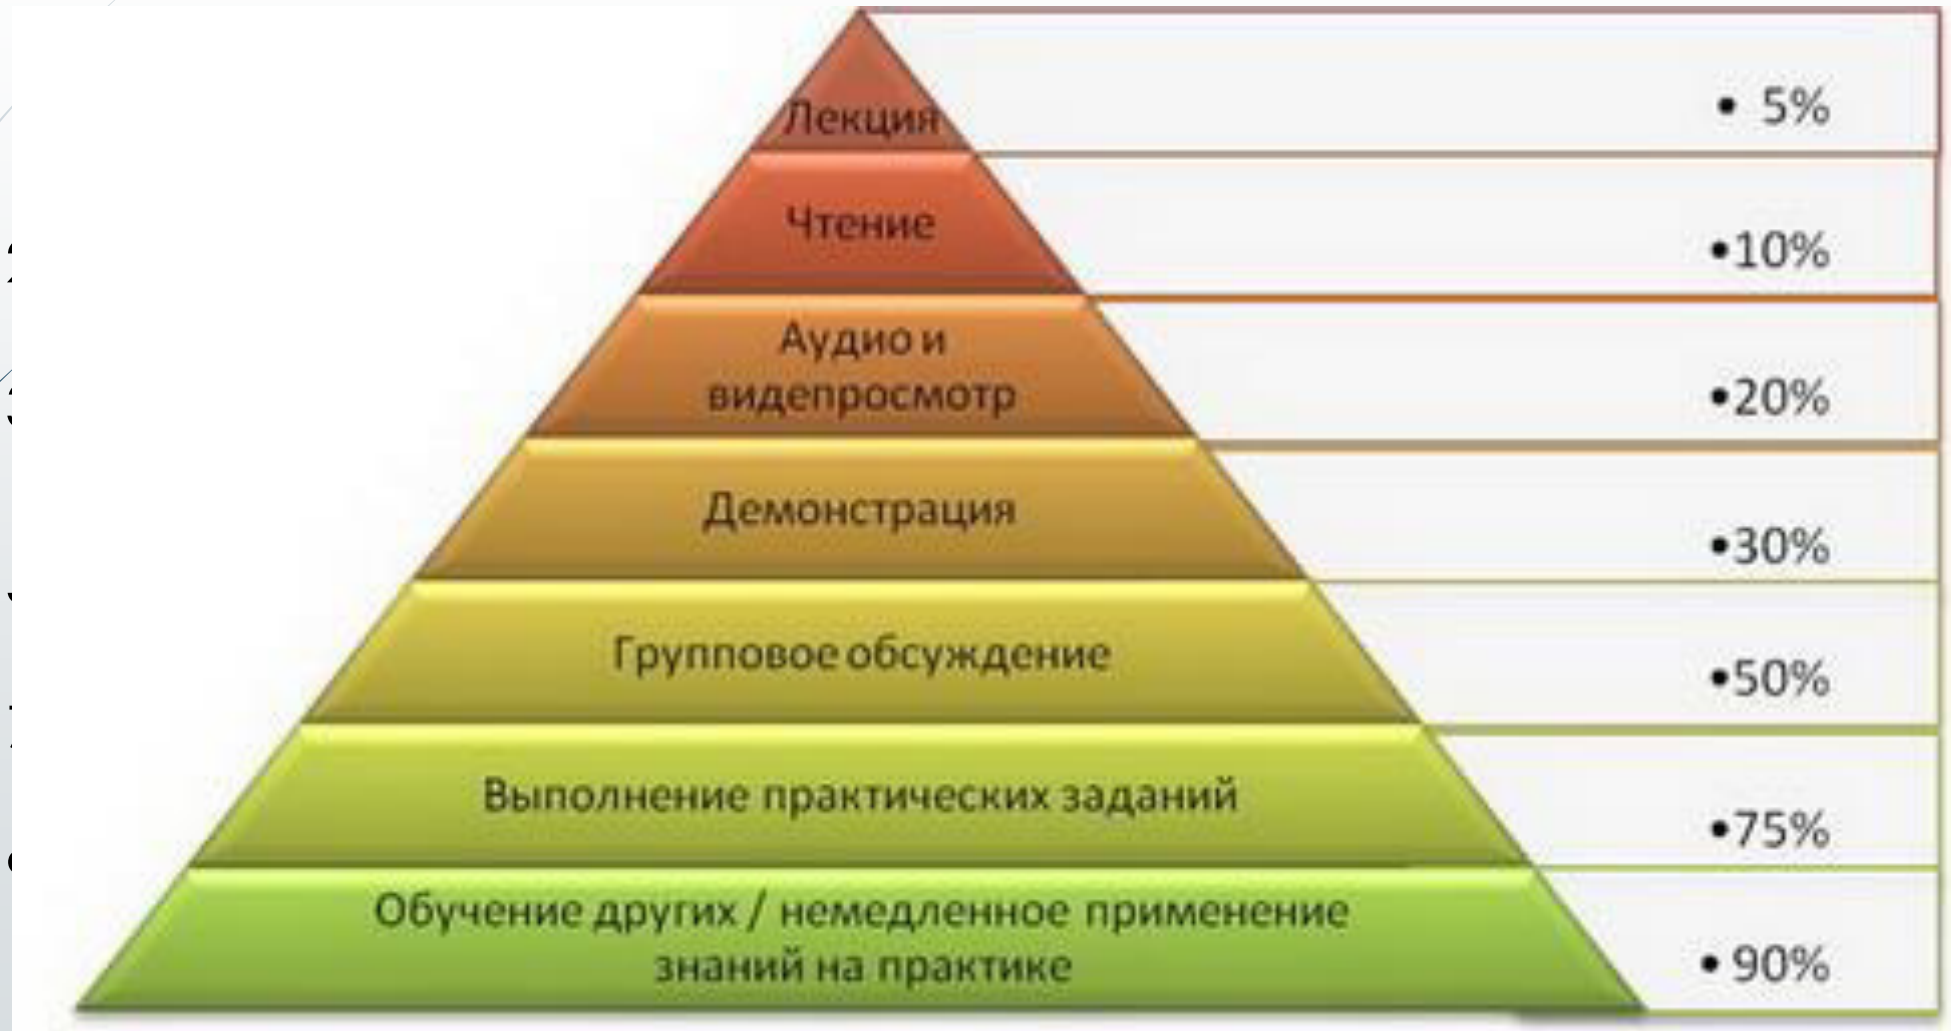 Лекция
• 5%
Чтение
•10%
Аудио и
видепросмотр
•20%
Демонстрация
•30%
Групповое обсуждение
•50%
Выполнение практических заданий
•75%
Обучение других / немедленное применение
знаний на практике
• 90%